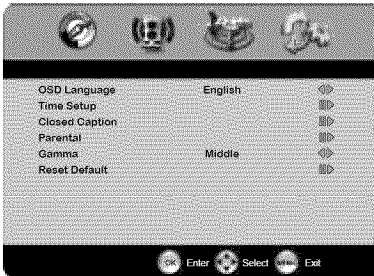 OSD Language English
Time Setup
Closed Caption
Parental
Gamma Middle
Reset Default
OK Enter Select Exit